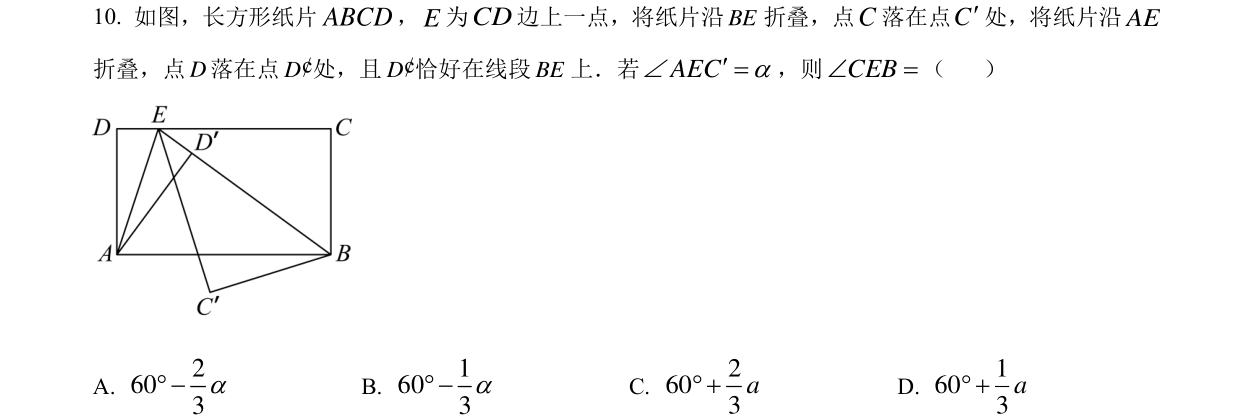 10. 如图，长方形纸片 ABCD，E 为 CD 边上一点，将纸片沿 BE 折叠，点 C 落在点 C′ 处，将纸片沿 AE
折叠，点 D 落在点 D¢处，且 D¢恰好在线段 BE 上．若∠AEC′ = α，则∠CEB =（  ）
E
D
C
D′
A
B
C′
A. 60° − 2/3 α B. 60° − 1/3 α C. 60° + 2/3 a D. 60° + 1/3 a